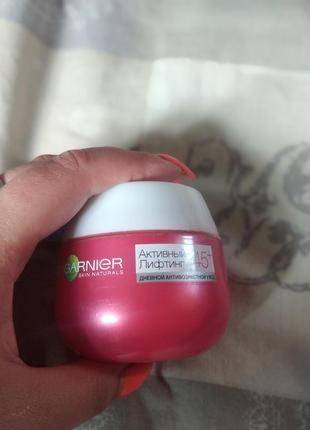 GARNIER
SKIN NATURALS
Активный
Лифтинг 45+
ДНЕВНОЙ АНТИВОЗРАСТНОЙ УХОД